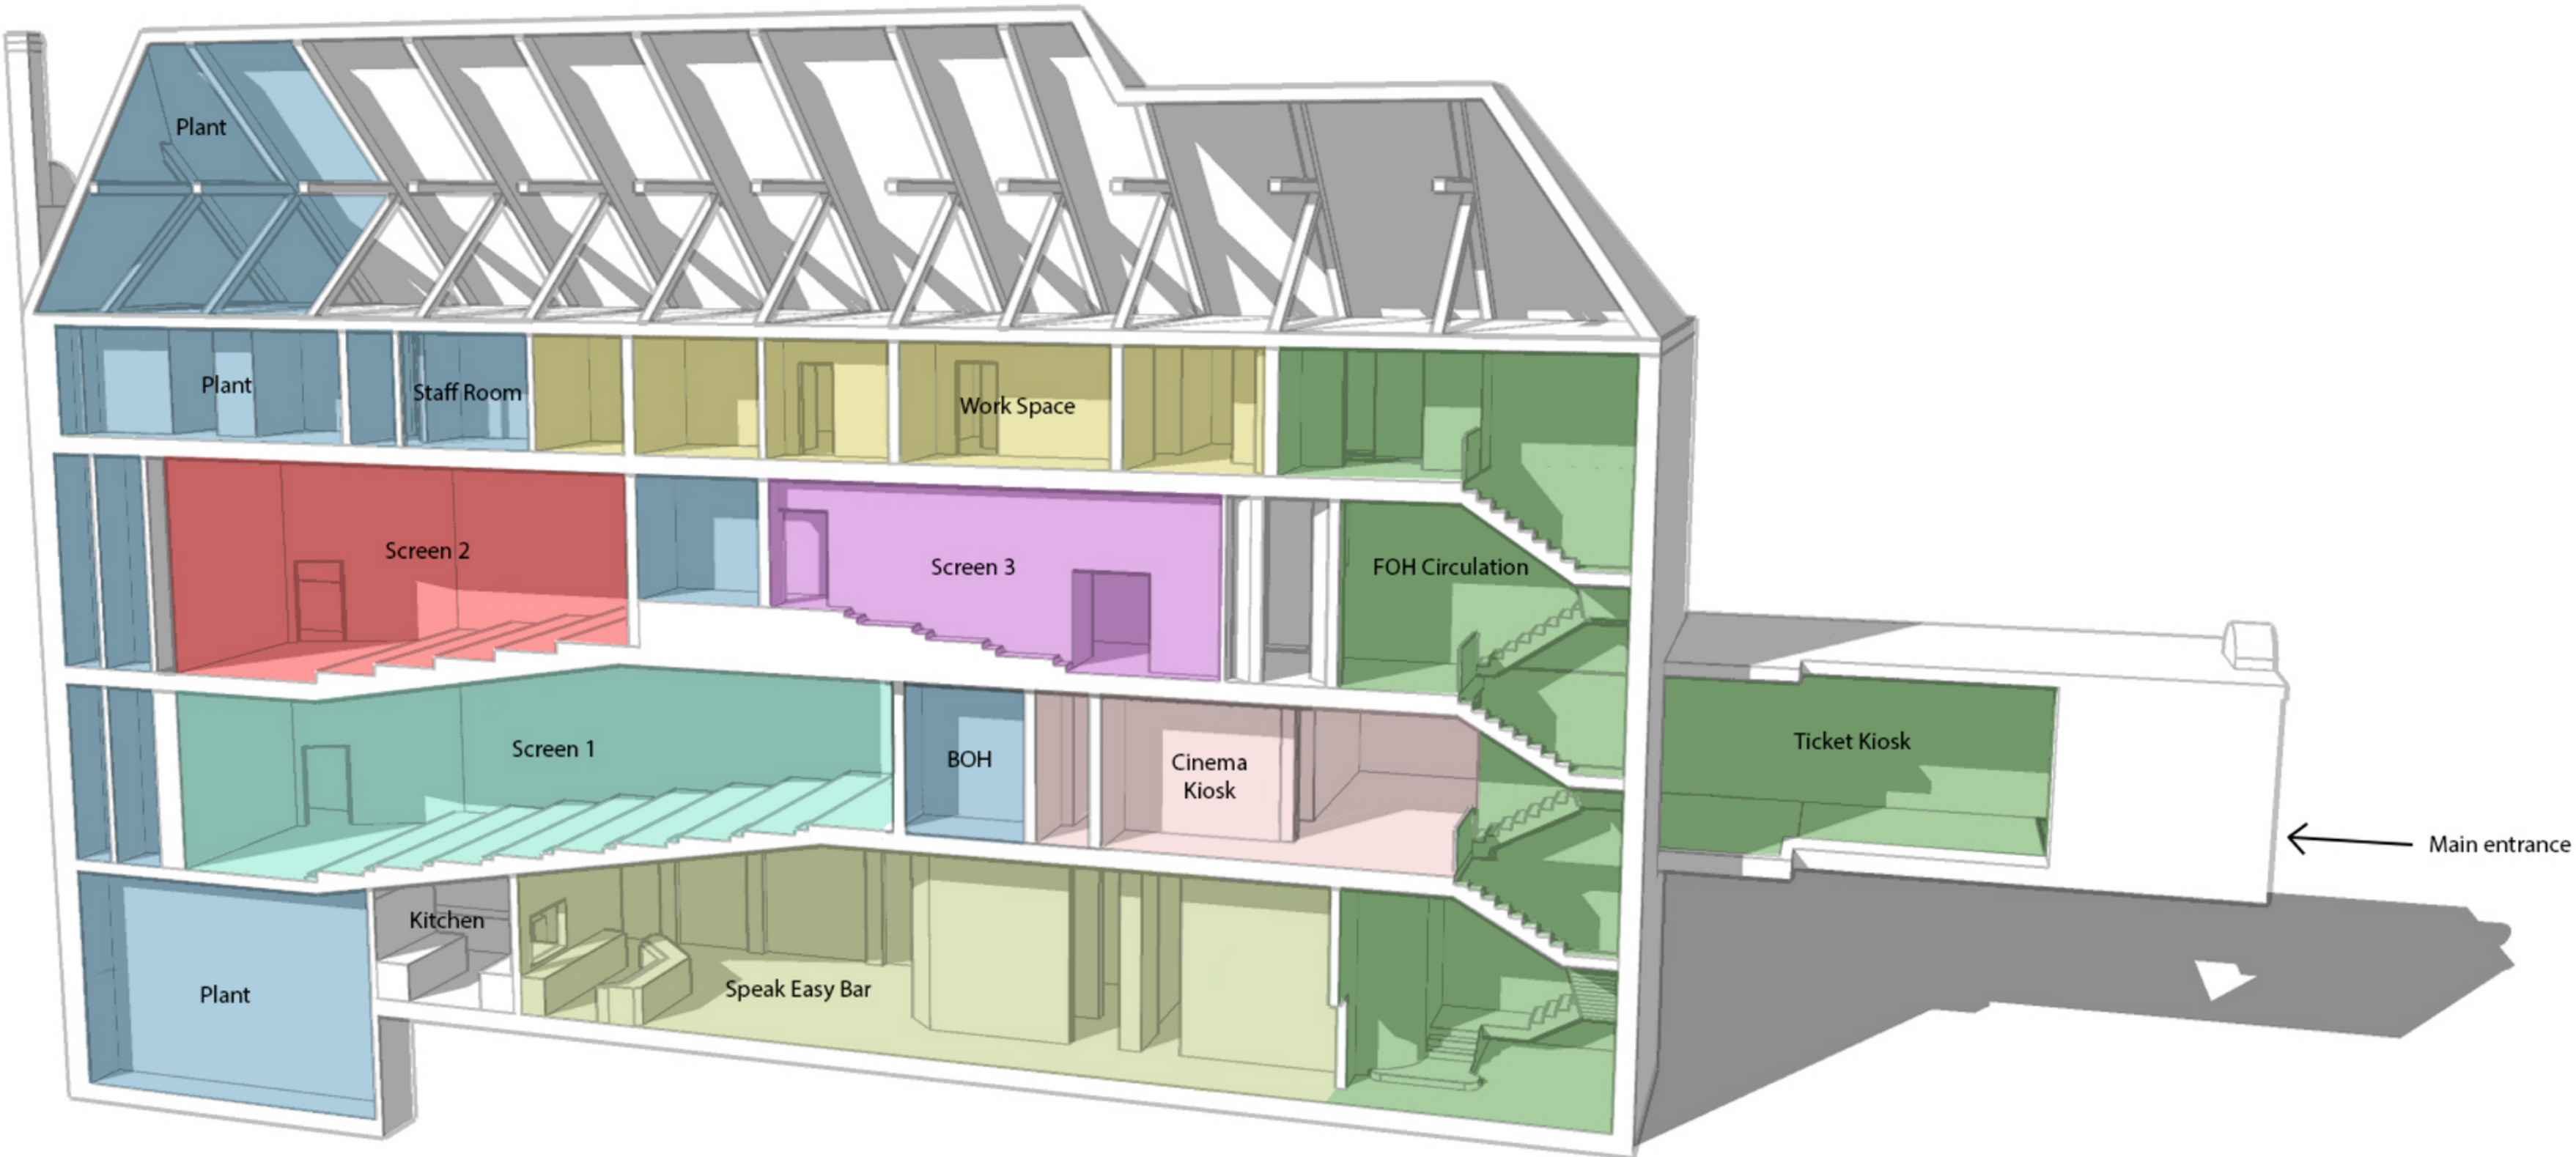 Plant
Plant
Staff Room
Work Space
Screen 2
Screen 3
FOH Circulation
Screen 1
BOH
Cinema
Kiosk
Ticket Kiosk
Main entrance
Kitchen
Plant
Speak Easy Bar